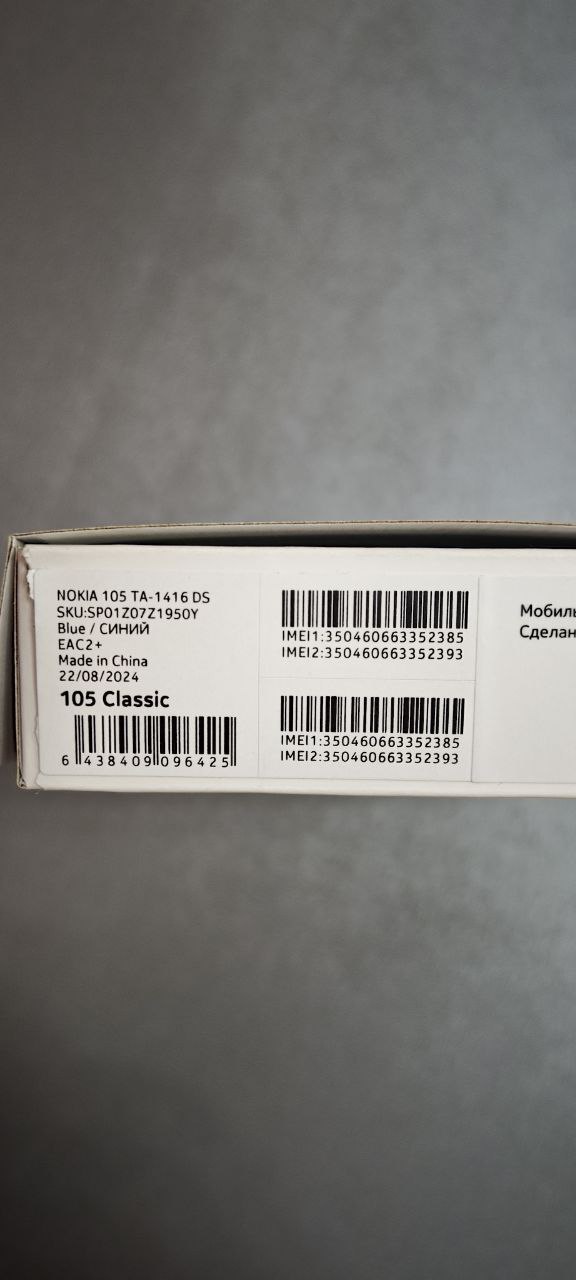 NOKIA 105 TA-1416 DS
SKU:SP01Z07Z1950Y
Blue / СИНИЙ
EAC2+
Made in China
22/08/2024
105 Classic
6 438409 096425
IMEI1:350460663352385
IMEI2:350460663352393
IMEI1:350460663352385
IMEI2:350460663352393